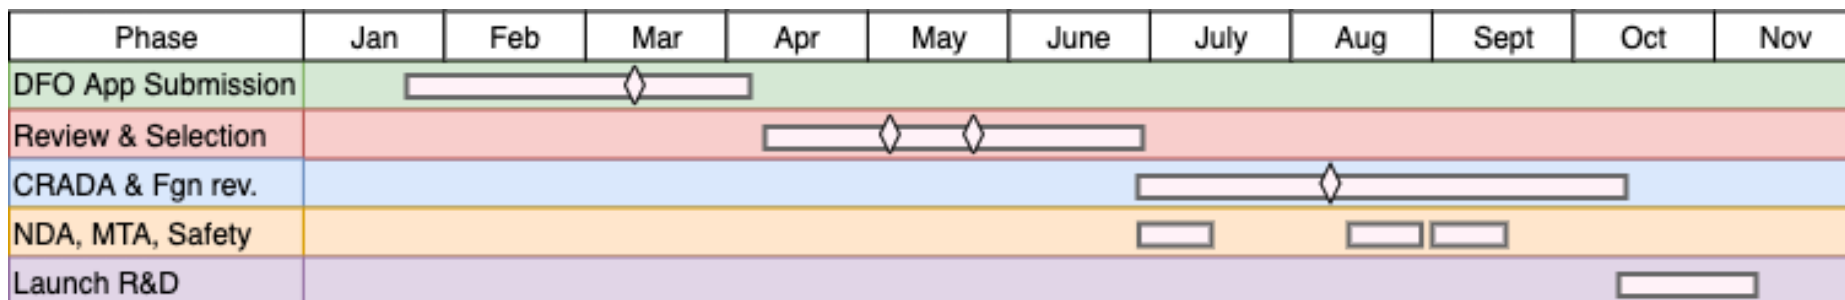 Phase Jan Feb Mar Apr May June July Aug Sept Oct Nov
DFO App Submission
Review & Selection
CRADA & Fgn rev.
NDA, MTA, Safety
Launch R&D